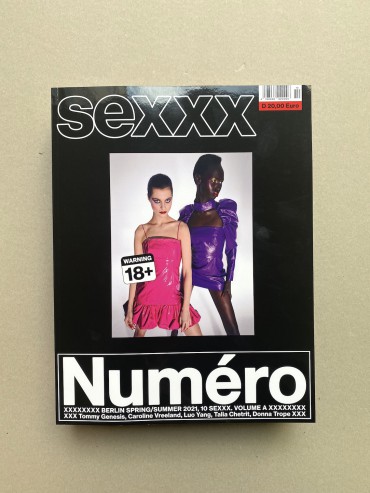 sexxx
D 20,00 Euro
WARNING
18+
Numéro
XXXXXXXX BERLIN SPRING/SUMMER 2021, 10 SEXXX. VOLUME A XXXXXXXX
XXX Tommy Genesis, Caroline Vreeland, Luo Yang, Talia Chetrit, Donna Trope XXX